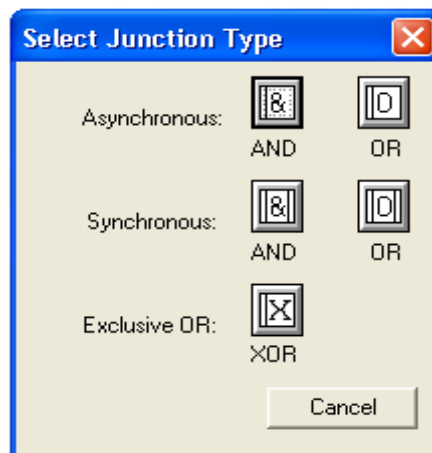 Select Junction Type
Asynchronous: & O
AND OR
Synchronous: & O
AND OR
Exclusive OR: X
XOR
Cancel